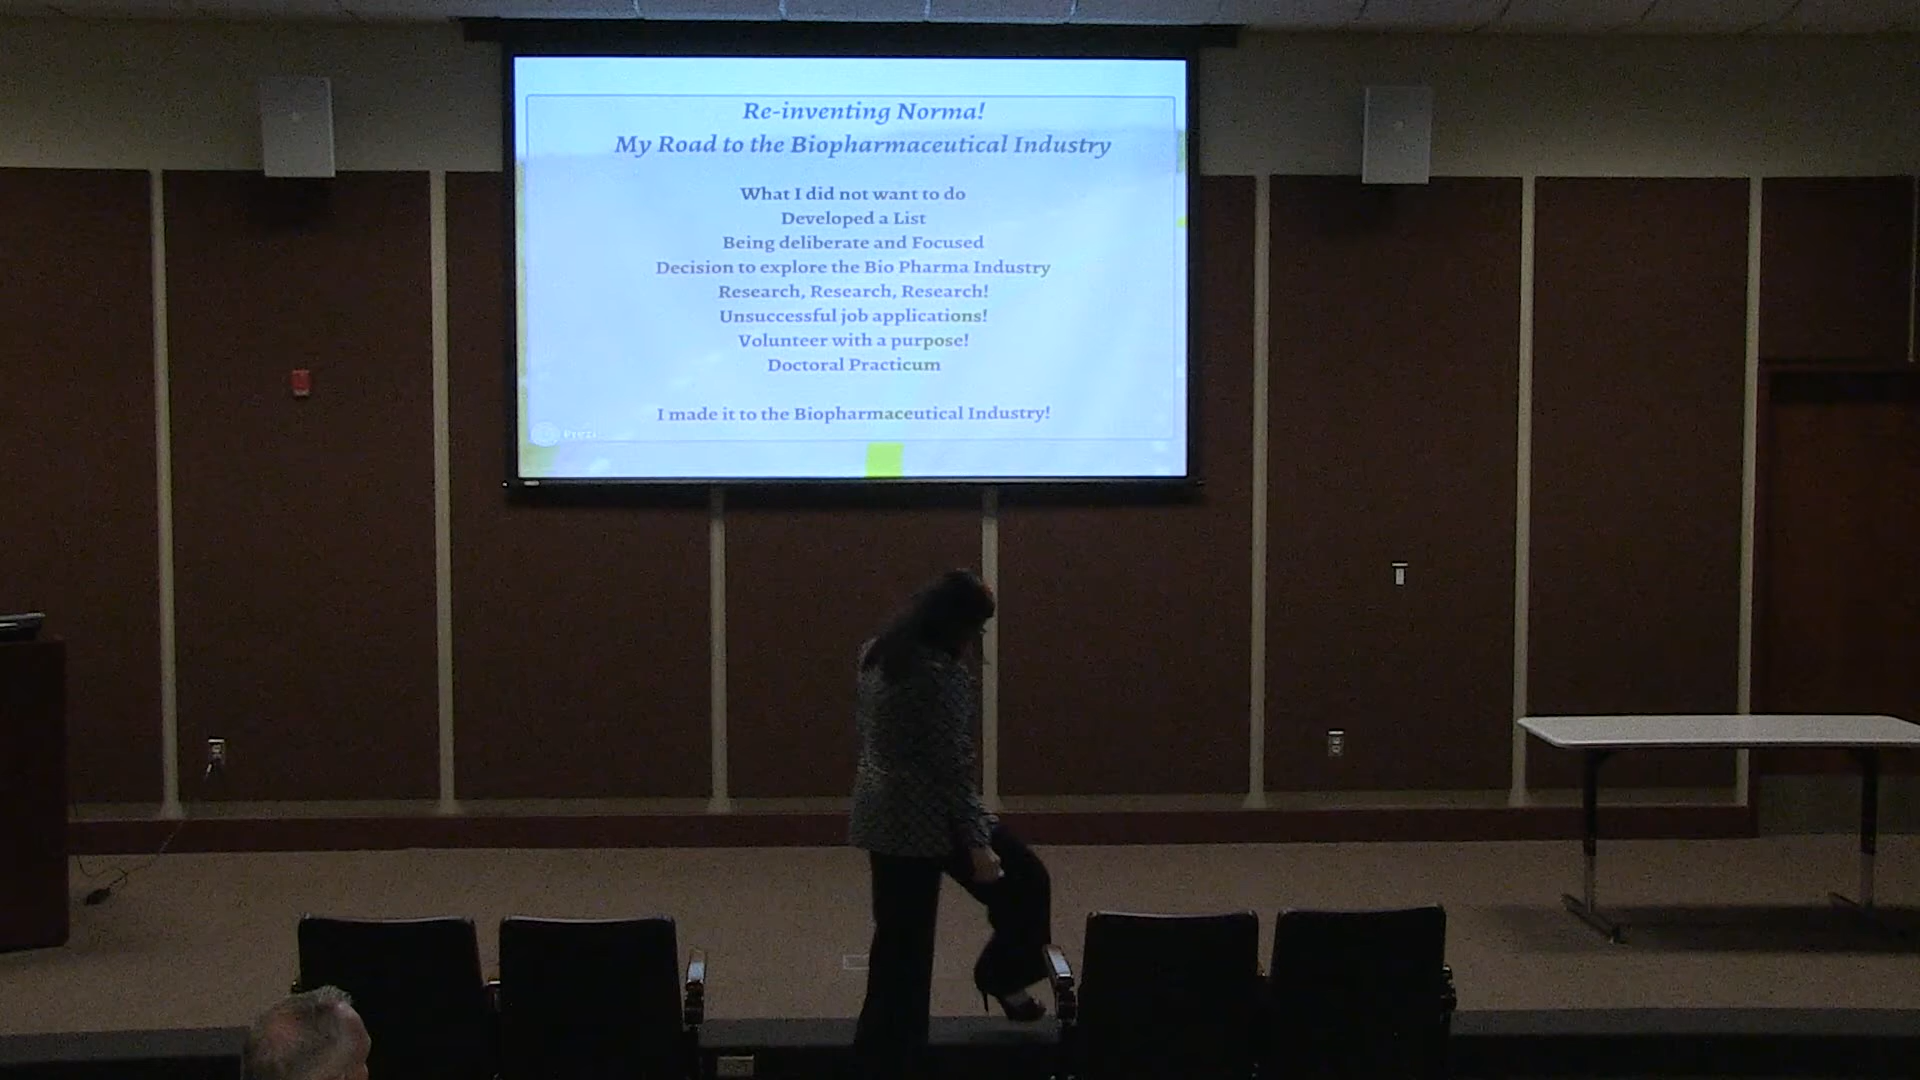 Re-inventing Norma!
My Road to the Biopharmaceutical Industry
What I did not want to do
Developed a List
Being deliberate and Focused
Decision to explore the Bio Pharma Industry
Research, Research, Research!
Unsuccessful job applications!
Volunteer with a purpose!
Doctoral Practicum
I made it to the Biopharmaceutical Industry!
Prezi